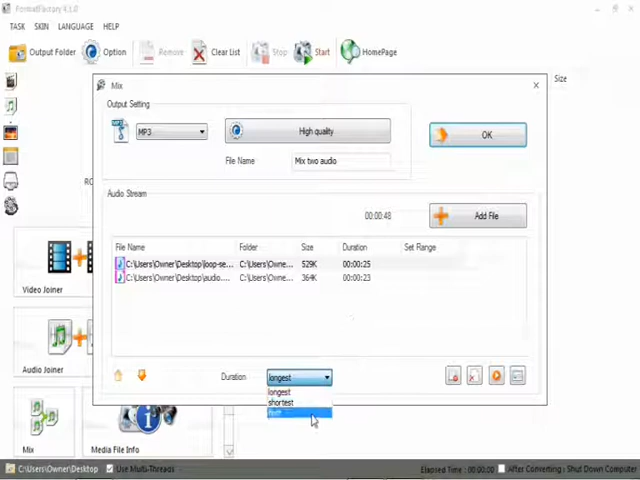 FormatFactory 4.1.0
TASK SKIN LANGUAGE HELP
Output Folder Option Remove Clear List Stop Start HomePage
Mix
Size
Output Setting
MP3 High quality OK
File Name Mix two audio
Audio Stream
00:00:48 Add File
File Name Folder Size Duration Set Range
C:\Users\Owner\Desktop\loop-se... C:\Users\Owne... 529K 00:00:25
C:\Users\Owner\Desktop\audio.... C:\Users\Owne... 364K 00:00:23
Video Joiner
Audio Joiner
Duration longest
longest
shortest
Mix Media File Info
C:\Users\Owner\Desktop Use Multi-Threads Elapsed Time : 00:00:00 After Converting : Shut Down Computer